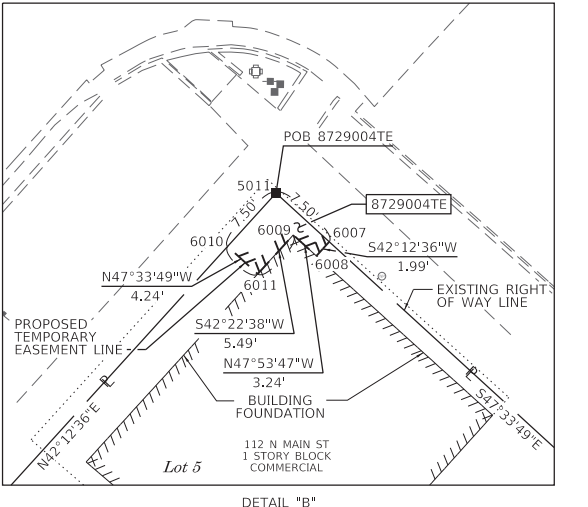 POB 8729004TE
5011
7.50'
7.50'
8729004TE
6009
6007
6010
S42°12'36"W
1.99'
6008
N47°33'49"W
4.24'
6011
EXISTING RIGHT
OF WAY LINE
PROPOSED
TEMPORARY
EASEMENT LINE
S42°22'38"W
5.49'
N47°53'47"W
3.24'
BUILDING
FOUNDATION
N42°12'36"E
S47°33'49"E
112 N MAIN ST
1 STORY BLOCK
COMMERCIAL
Lot 5
DETAIL "B"